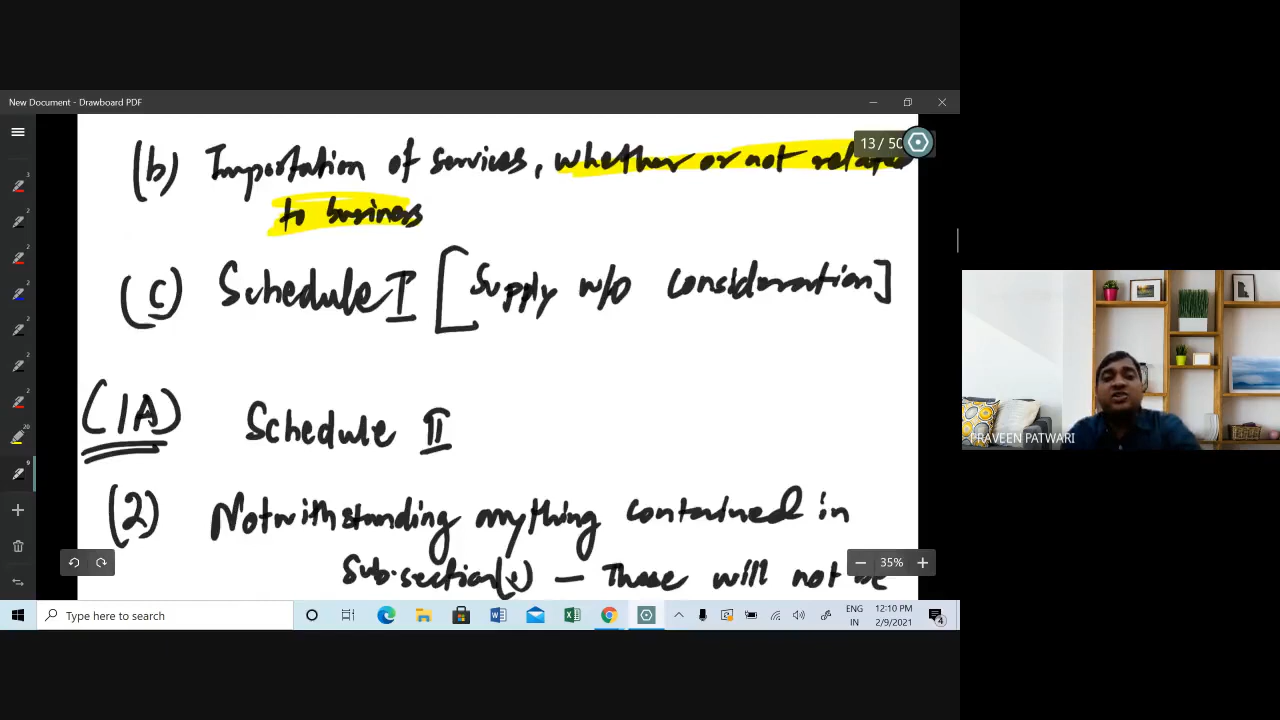 New Document - Drawboard PDF
13 / 50
(b) Importation of services, whether or not related
to business
(c) Schedule I [Supply w/o consideration]
(1A) Schedule II
(2) Notwithstanding anything contained in
Sub-section(1) — These will not be
35%
PRAVEEN PATWARI
Type here to search
ENG
IN
12:10 PM
2/9/2021
4